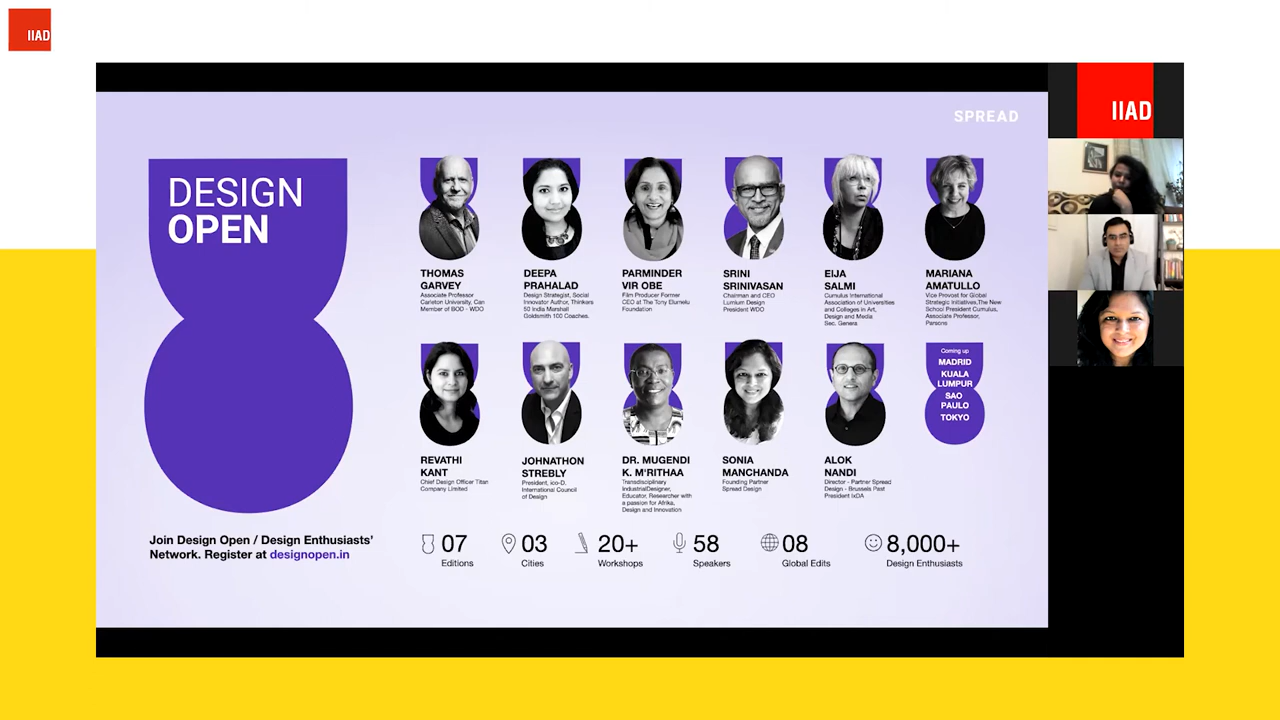 IIAD
IIAD
SPREAD
DESIGN
OPEN
THOMAS
GARVEY
Associate Professor
Carleton University, Can
Member of BOD - WDO
DEEPA
PRAHALAD
Design Strategist, Social
Innovator Author, Thinkers
50 India Marshall
Goldsmith 100 Coaches.
PARMINDER
VIR OBE
Film Producer Former
CEO at The Tony Elumelu
Foundation
SRINI
SRINIVASAN
Chairman and CEO
Lumium Design
President WDO
EIJA
SALMI
Cumulus International
Association of Universities
and Colleges in Art,
Design and Media
Sec. Genera
MARIANA
AMATULLO
Vice Provost for Global
Strategic Initiatives,The New
School President Cumulus,
Associate Professor,
Parsons
REVATHI
KANT
Chief Design Officer Titan
Company Limited
JOHNATHON
STREBLY
President, ico-D.
International Council
of Design
DR. MUGENDI
K. M'RITHAA
Transdisciplinary
IndustrialDesigner,
Educator, Researcher with
a passion for Afrika,
Design and Innovation
SONIA
MANCHANDA
Founding Partner
Spread Design
ALOK
NANDI
Director - Partner Spread
Design - Brussels Past
President IxDA
Coming up
MADRID
KUALA
LUMPUR
SAO
PAULO
TOKYO
Join Design Open / Design Enthusiasts'
Network. Register at designopen.in
07
Editions
03
Cities
20+
Workshops
58
Speakers
08
Global Edits
8,000+
Design Enthusiasts